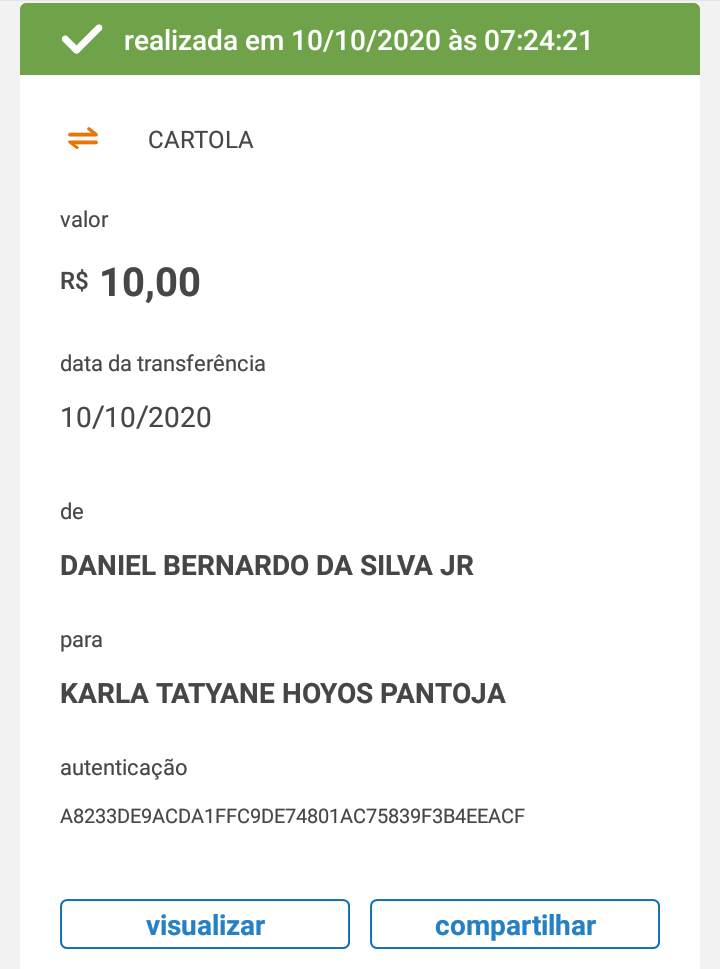 realizada em 10/10/2020 às 07:24:21
CARTOLA
valor
R$ 10,00
data da transferência
10/10/2020
de
DANIEL BERNARDO DA SILVA JR
para
KARLA TATYANE HOYOS PANTOJA
autenticação
A8233DE9ACDA1FFC9DE74801AC75839F3B4EEACF
visualizar
compartilhar